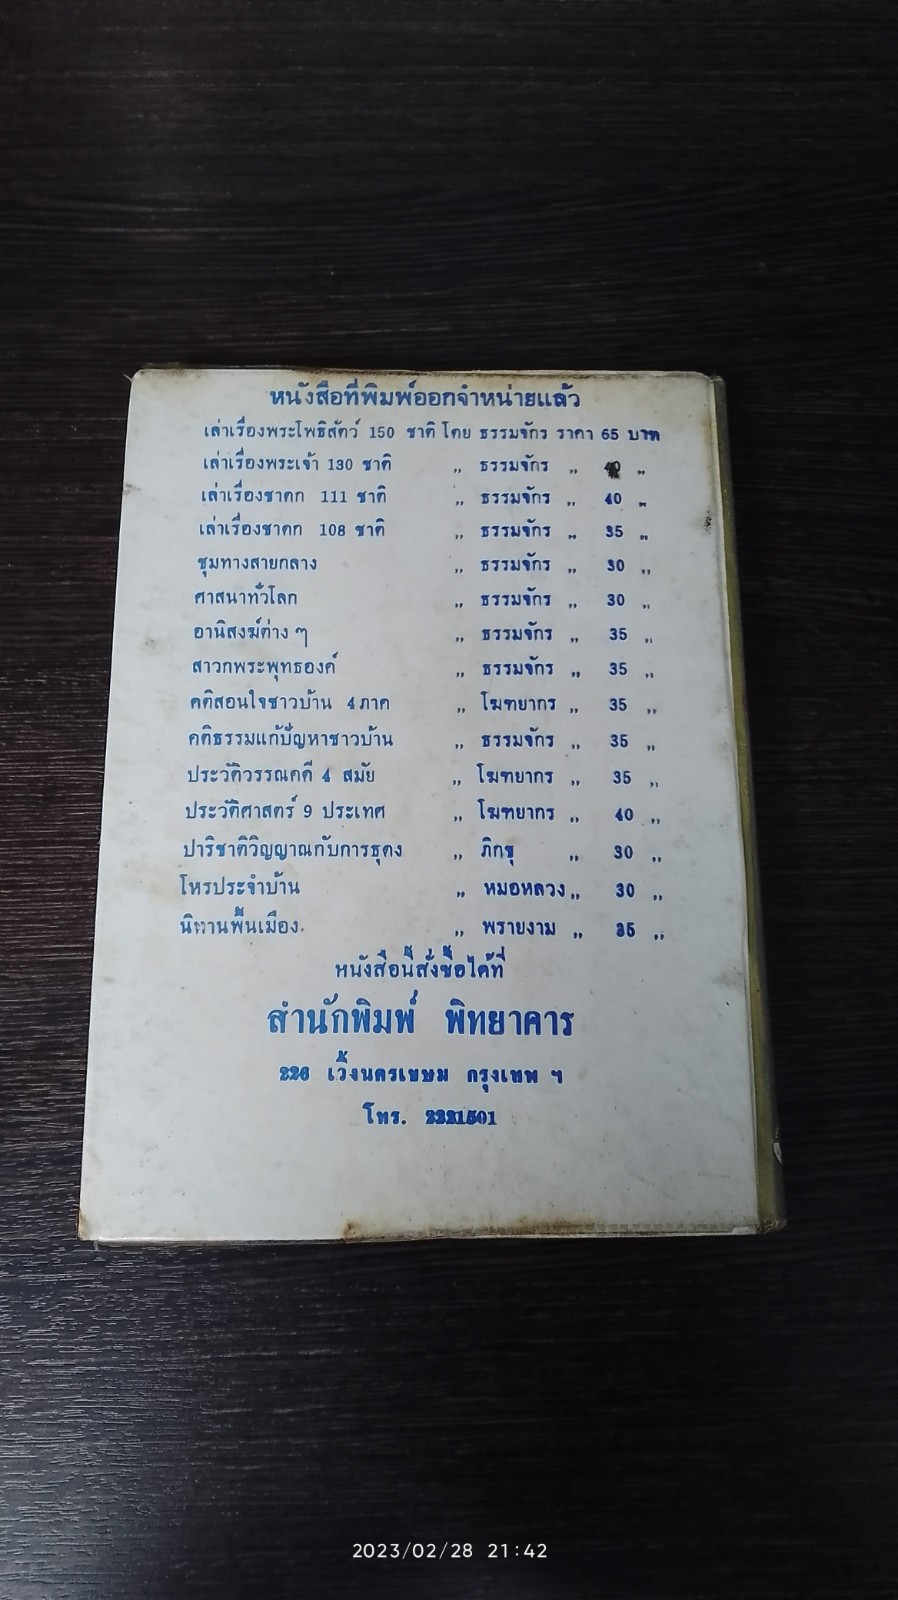 หนังสือที่พิมพ์ออกจำหน่ายแล้ว
เล่าเรื่องพระโพธิสัตว์ 150 ชาติ โดย ธรรมจักร ราคา 65 บาท
เล่าเรื่องพระเจ้า 130 ชาติ ,, ธรรมจักร ,, ,,
เล่าเรื่องชาดก 111 ชาติ ,, ธรรมจักร ,, 40 ,,
เล่าเรื่องชาดก 108 ชาติ ,, ธรรมจักร ,, 35 ,,
ชุมทางสายกลาง ,, ธรรมจักร ,, 30 ,,
ศาสนาทั่วโลก ,, ธรรมจักร ,, 30 ,,
อานิสงฆ์ต่าง ๆ ,, ธรรมจักร ,, 35 ,,
สาวกพระพุทธองค์ ,, ธรรมจักร ,, 35 ,,
คติสอนใจชาวบ้าน 4 ภาค ,, โฆฑยากร ,, 35 ,,
คติธรรมแก้ปัญหาชาวบ้าน ,, ธรรมจักร ,, 35 ,,
ประวัติวรรณคดี 4 สมัย ,, โฆฑยากร ,, 35 ,,
ประวัติศาสตร์ 9 ประเทศ ,, โฆฑยากร ,, 40 ,,
ปาริชาติวิญญาณกับการธุดง ,, ภิกขุ ,, 30 ,,
โหรประจำบ้าน ,, หมอหลวง ,, 30 ,,
นิทานพื้นเมือง ,, พรายงาม ,, 35 ,,
หนังสือนี้สั่งซื้อได้ที่
สำนักพิมพ์ พิทยาคาร
226 เวิ้งนครเขษม กรุงเทพ ฯ
โทร. 2221501
2023/02/28 21:42